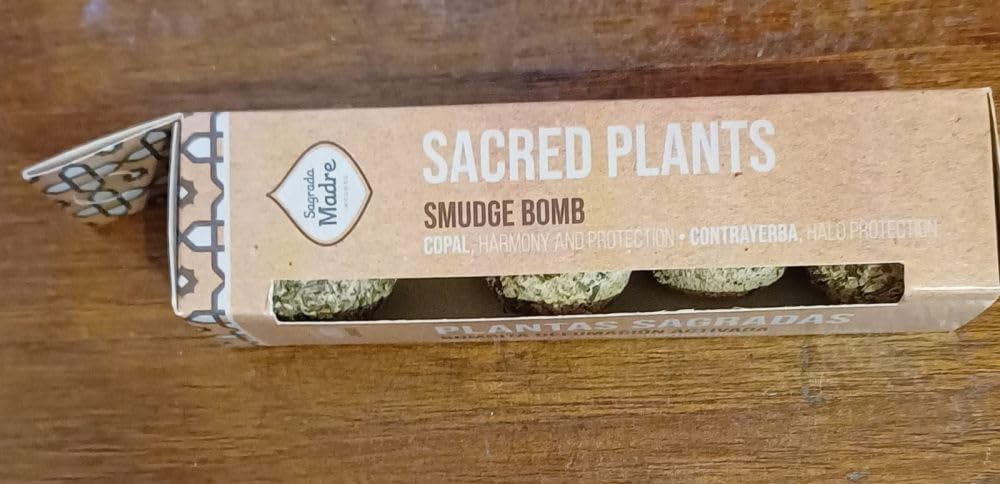 Sagrada
Madre
SACRED PLANTS
SMUDGE BOMB
COPAL, HARMONY AND PROTECTION • CONTRAYERBA, HALO PROTECTION
PLANTAS SAGRADAS